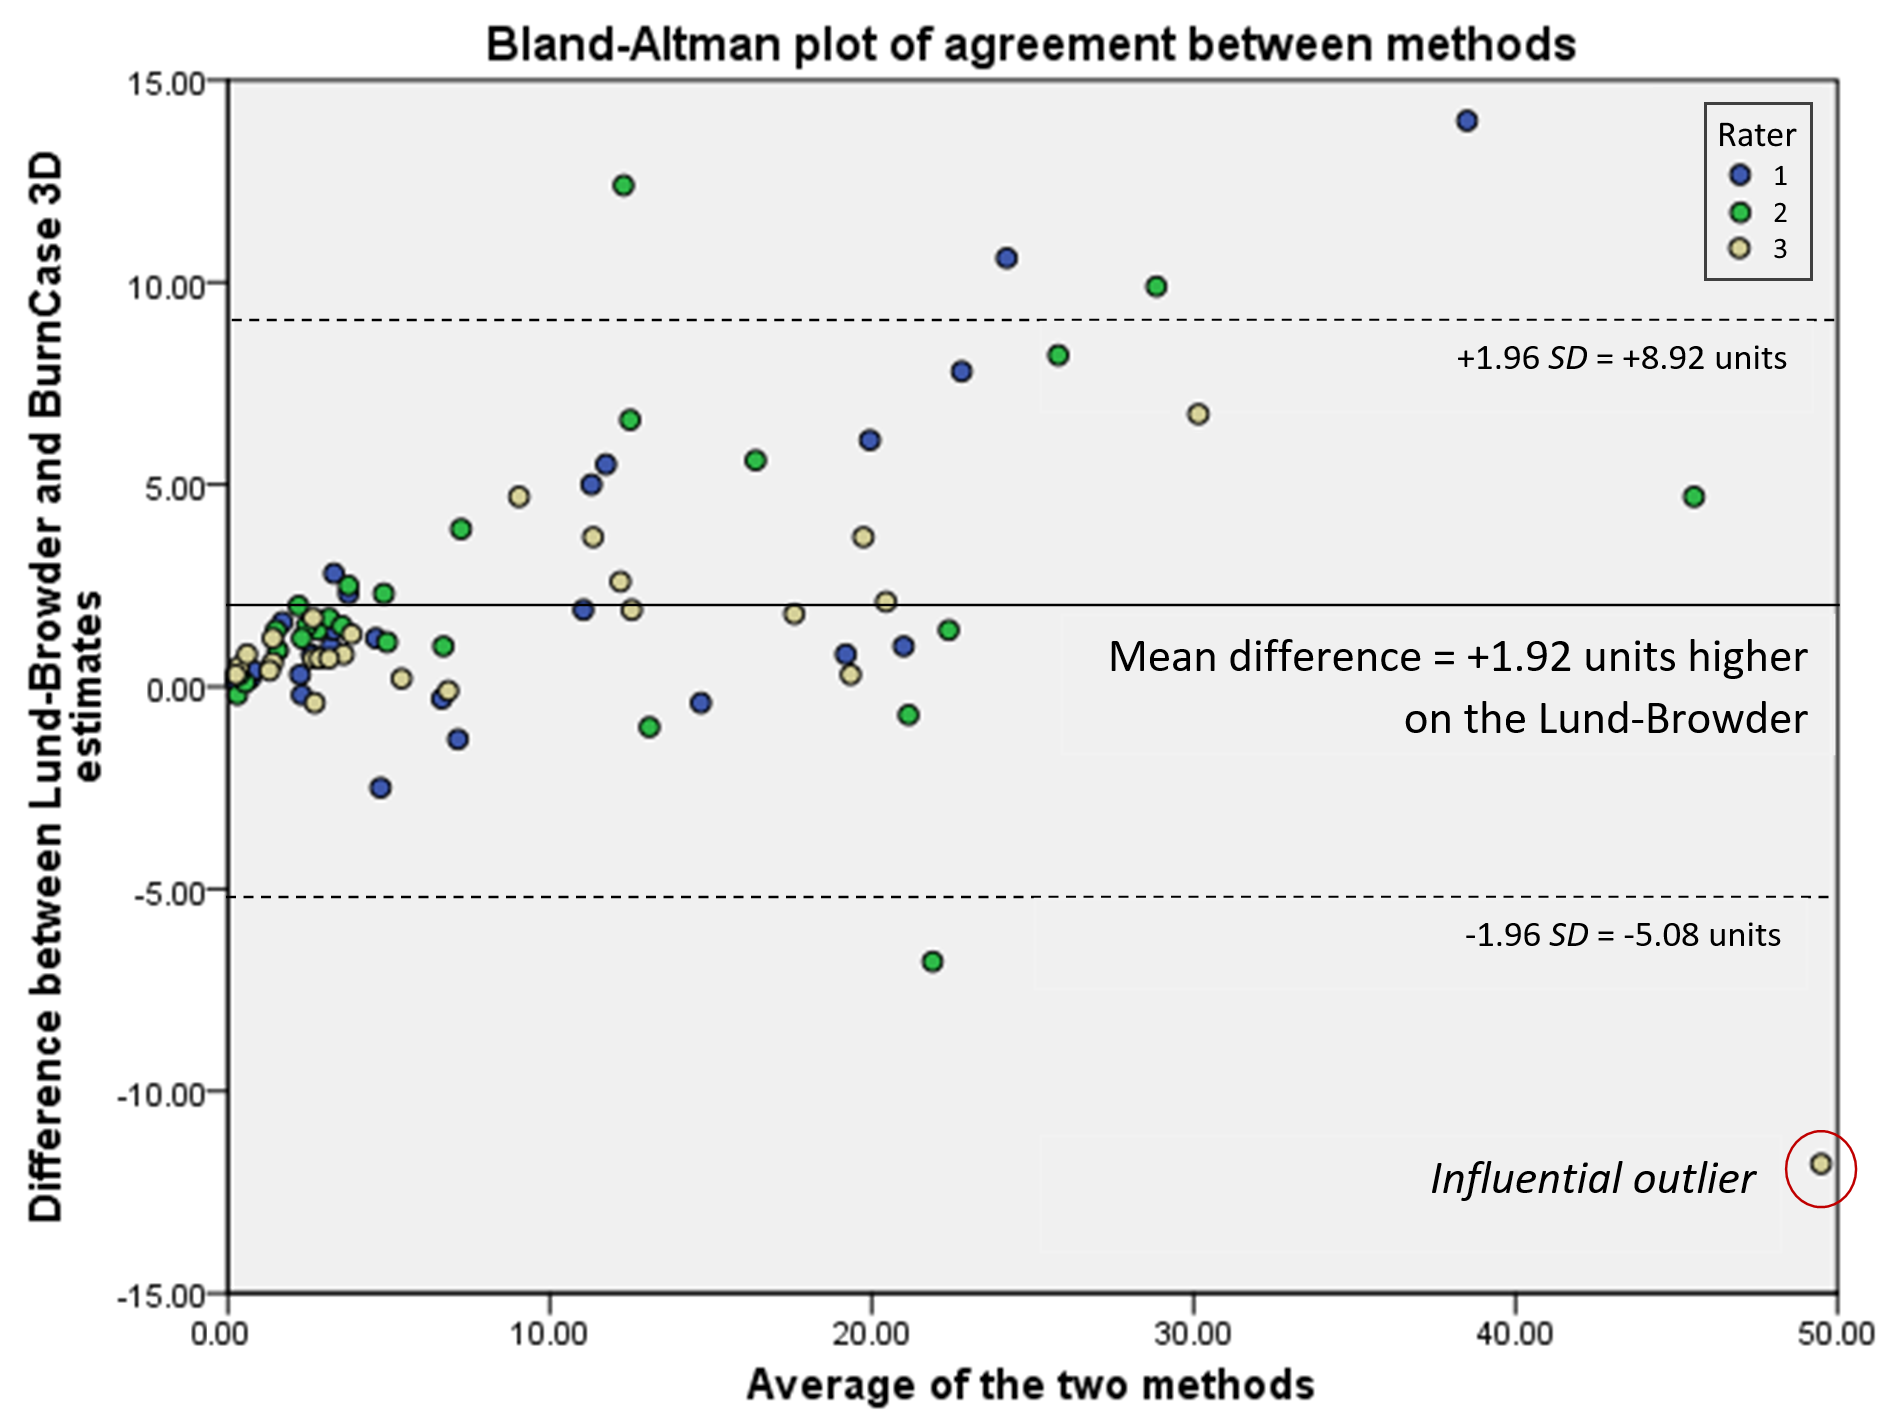 Bland-Altman plot of agreement between methods
Difference between Lund-Browder and BurnCase 3D
estimates
15.00
10.00
5.00
0.00
-5.00
-10.00
-15.00
Rater
1
2
3
+1.96 SD = +8.92 units
Mean difference = +1.92 units higher
on the Lund-Browder
-1.96 SD = -5.08 units
Influential outlier
0.00 10.00 20.00 30.00 40.00 50.00
Average of the two methods